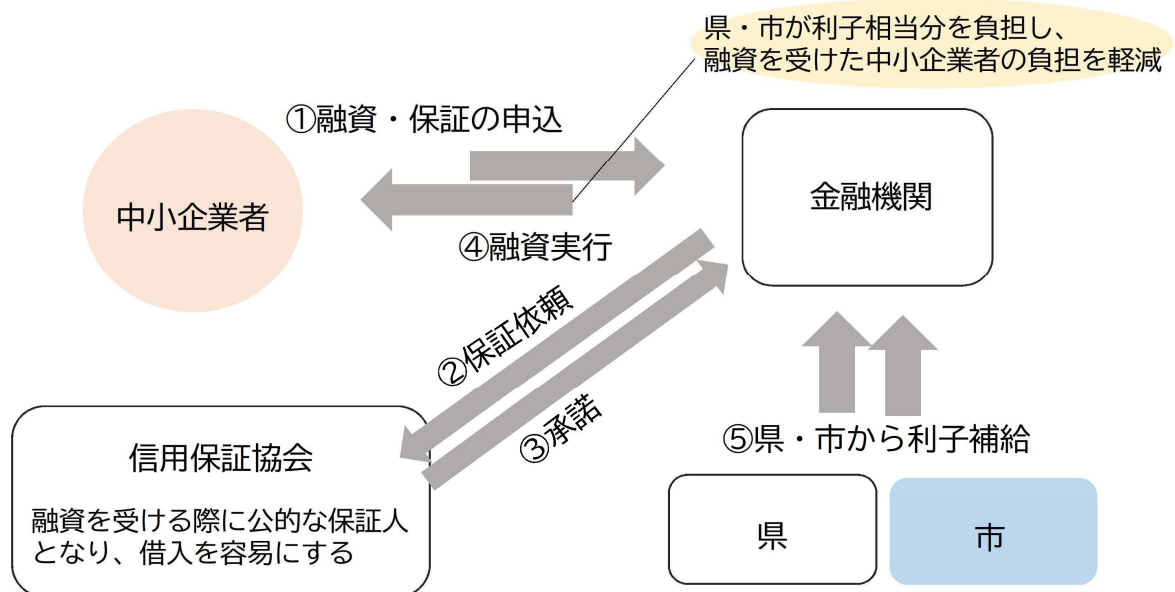 県・市が利子相当分を負担し、
融資を受けた中小企業者の負担を軽減
①融資・保証の申込
中小企業者
金融機関
④融資実行
②保証依頼
③承諾
信用保証協会
融資を受ける際に公的な保証人
となり、借入を容易にする
⑤県・市から利子補給
県
市